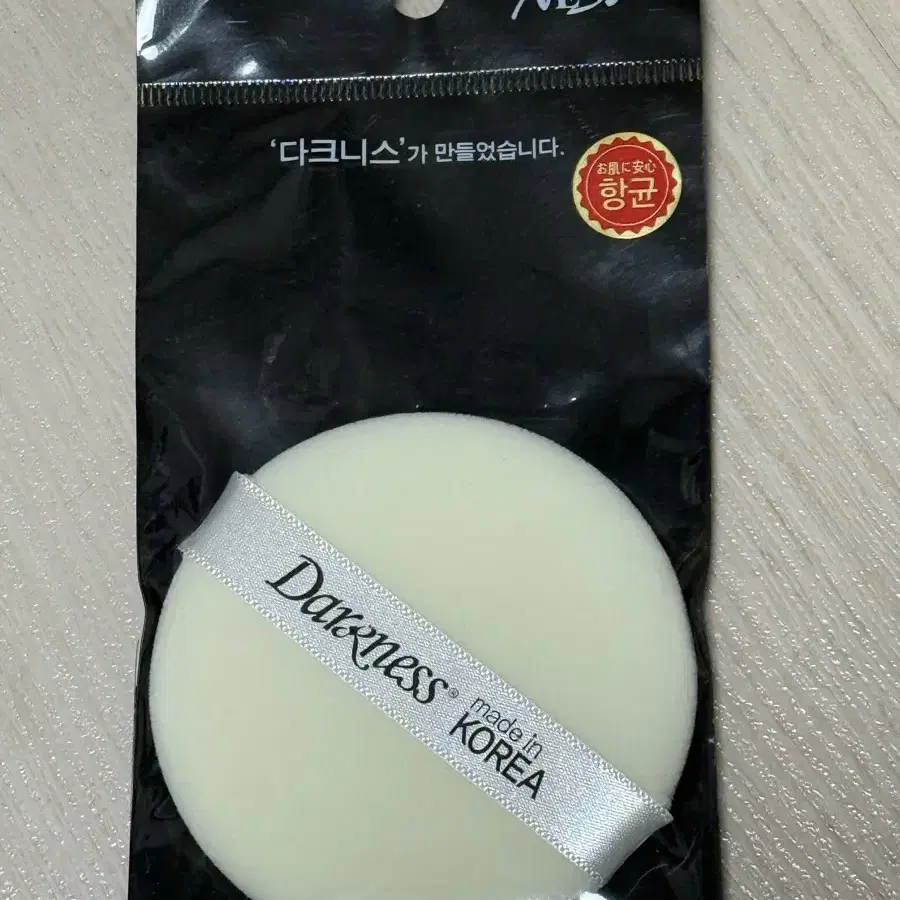 '다크니스'가 만들었습니다.
お肌に安心
항균
Darkness®
made in
KOREA